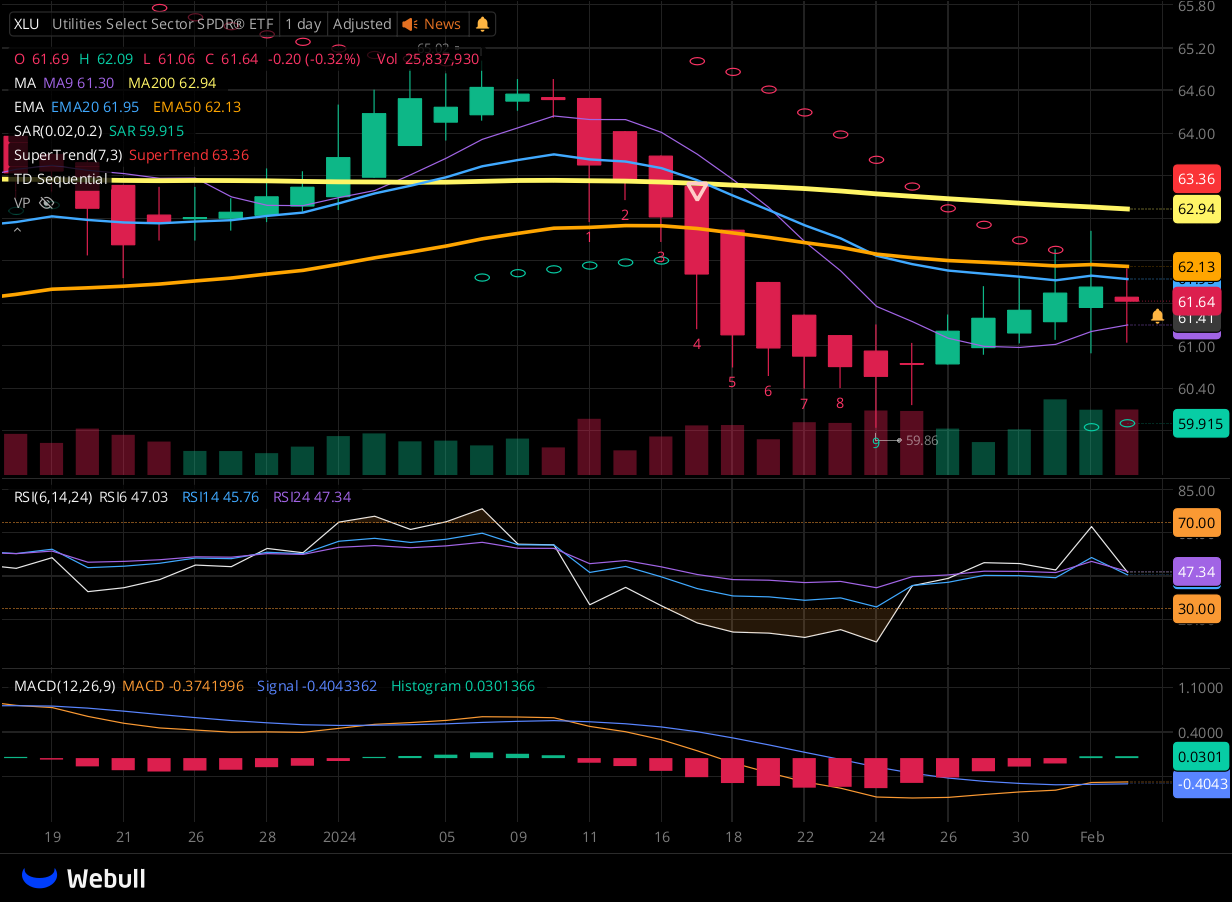 XLU Utilities Select Sector SPDR® ETF 1 day Adjusted News
O 61.69 H 62.09 L 61.06 C 61.64 -0.20 (-0.32%) Vol 25,837,930
MA MA9 61.30 MA200 62.94
EMA EMA20 61.95 EMA50 62.13
SAR(0.02,0.2) SAR 59.915
SuperTrend(7,3) SuperTrend 63.36
TD Sequential
VP
1
2
3
4
5
6
7
8
9
59.86
65.80
65.20
64.60
64.00
63.36
62.94
62.13
61.64
61.41
61.00
60.40
59.915
RSI(6,14,24) RSI6 47.03 RSI14 45.76 RSI24 47.34
85.00
70.00
47.34
30.00
MACD(12,26,9) MACD -0.3741996 Signal -0.4043362 Histogram 0.0301366
1.1000
0.4000
0.0301
-0.4043
19 21 26 28 2024 05 09 11 16 18 22 24 26 30 Feb
Webull